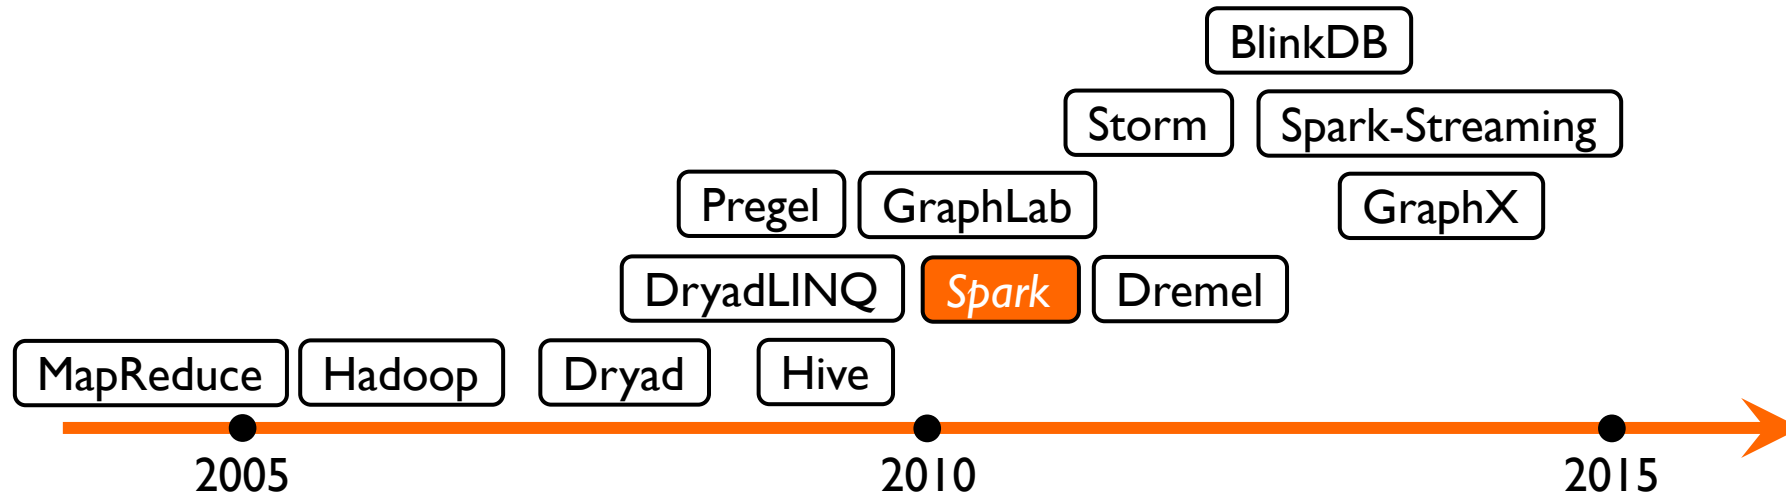 BlinkDB
Storm Spark-Streaming
Pregel GraphLab GraphX
DryadLINQ Spark Dremel
MapReduce Hadoop Dryad Hive
2005 2010 2015